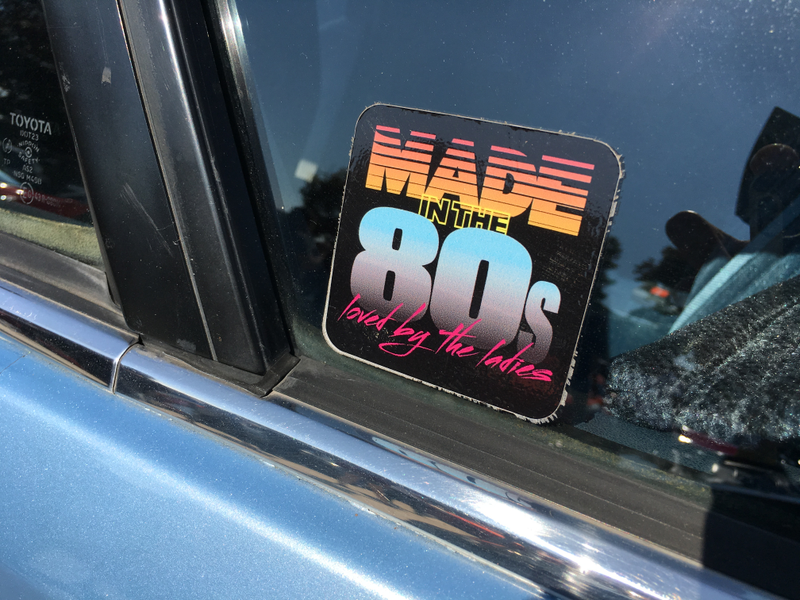 TOYOTA
MADE
IN THE
80s
loved by the ladies